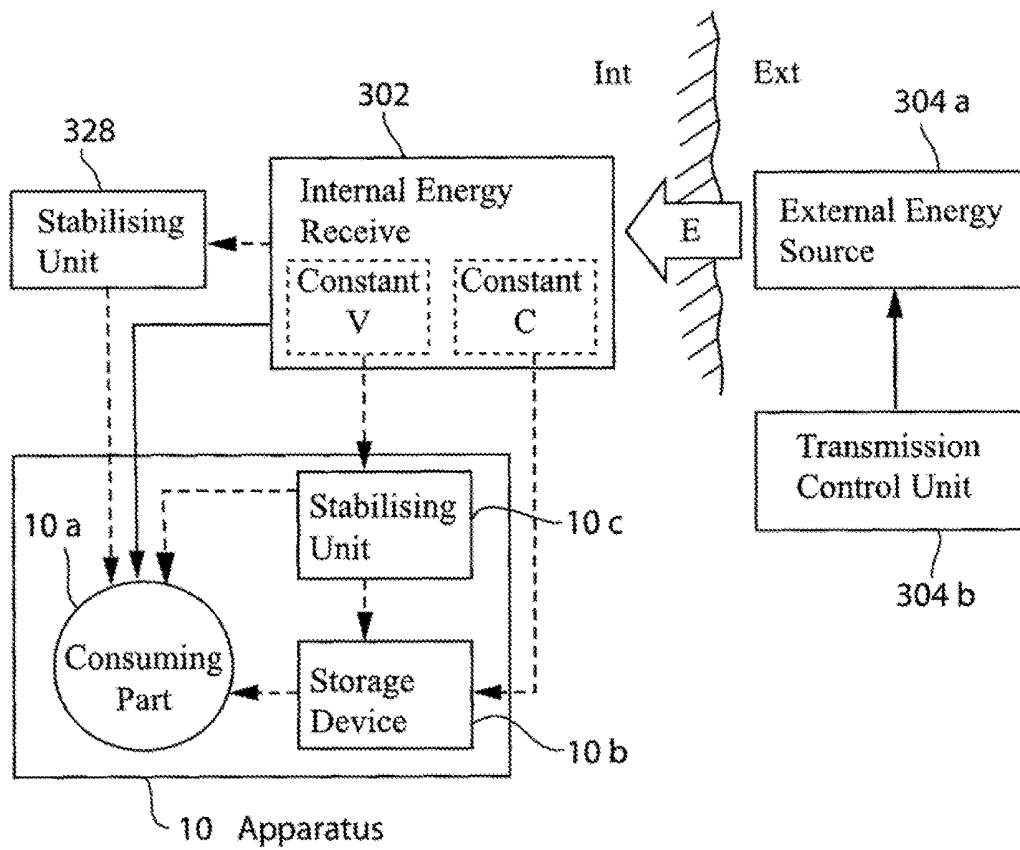 Int
Ext
302
304 a
328
Internal Energy
Receive
External Energy
Source
E
Stabilising
Unit
Constant
V
Constant
C
Transmission
Control Unit
304 b
10 a
Stabilising
Unit
10 c
Consuming
Part
Storage
Device
10 b
10 Apparatus